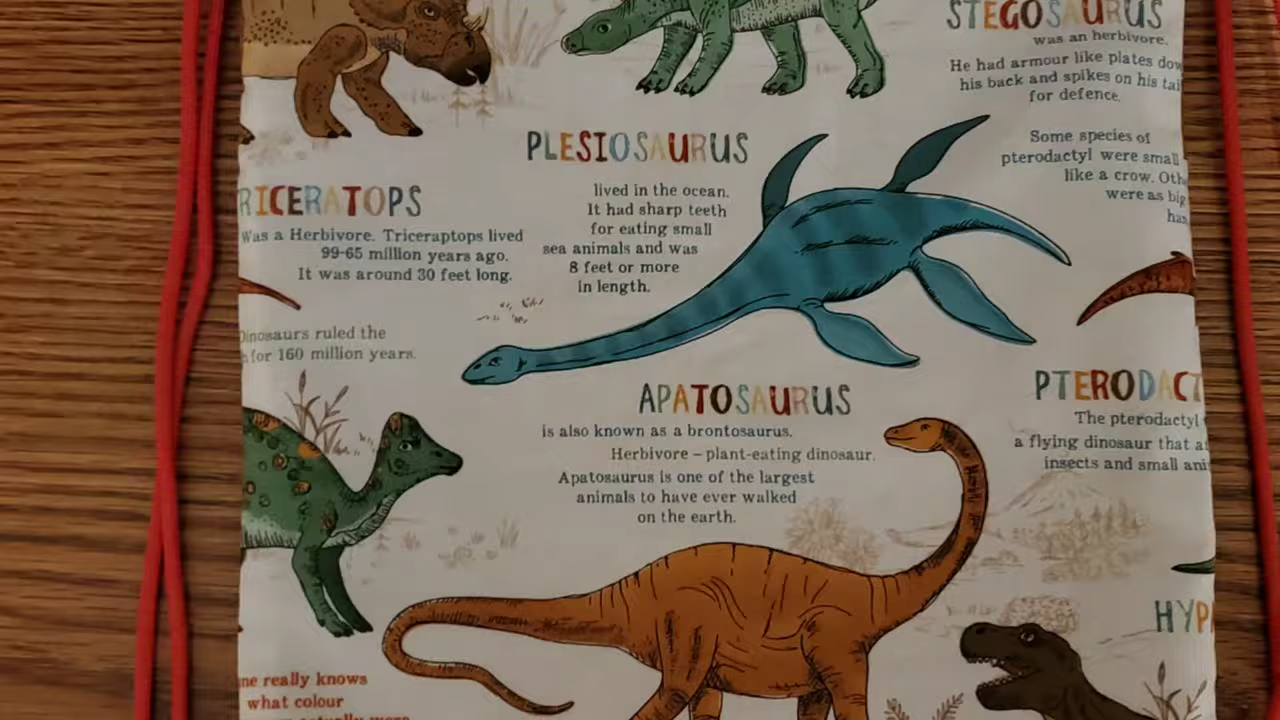 STEGOSAURUS
was an herbivore.
He had armour like plates
his back and spikes on his
for defence.
PLESIOSAURUS
lived in the ocean.
It had sharp teeth
for eating small
sea animals and was
8 feet or more
in length.
Some species of
pterodactyl were small
like a crow.
were as big
RICERATOPS
Was a Herbivore. Triceraptops lived
99-65 million years ago.
It was around 30 feet long.
Dinosaurs ruled the
for 160 million years.
APATOSAURUS
is also known as a brontosaurus.
Herbivore – plant-eating dinosaur.
Apatosaurus is one of the largest
animals to have ever walked
on the earth.
PTERODACT
The pterodactyl
a flying dinosaur that
insects and small
HYP
ne really knows
what colour